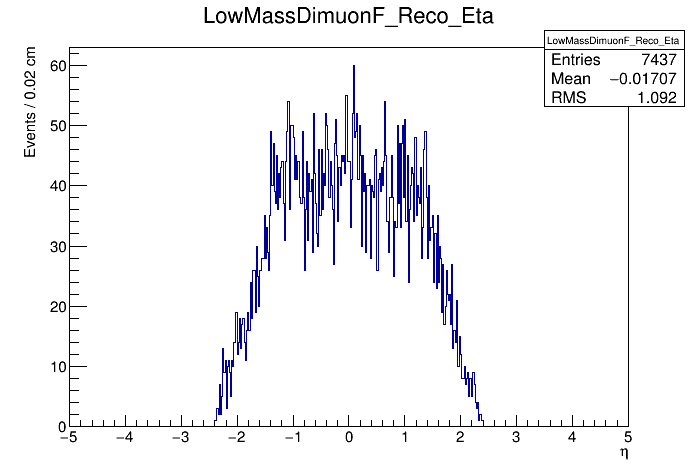 LowMassDimuonF_Reco_Eta
LowMassDimuonF_Reco_Eta
Entries 7437
Mean −0.01707
RMS 1.092
Events / 0.02 cm
60
50
40
30
20
10
0
−5 −4 −3 −2 −1 0 1 2 3 4 5
η